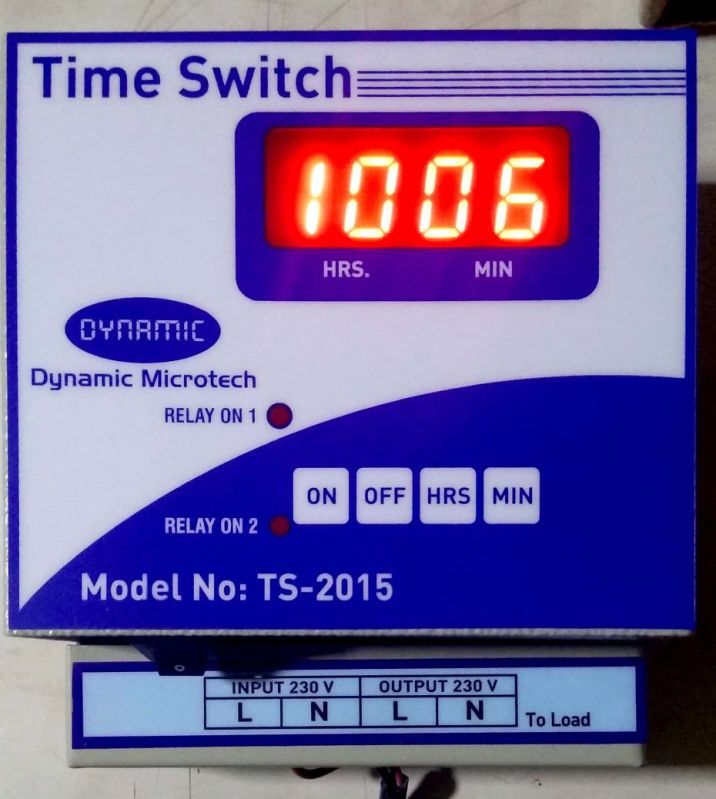 Time Switch
1006
HRS. MIN
DYNAMIC
Dynamic Microtech
RELAY ON 1
ON OFF HRS MIN
RELAY ON 2
Model No: TS-2015
O
INPUT 230 V OUTPUT 230 V
L N L N
To Load